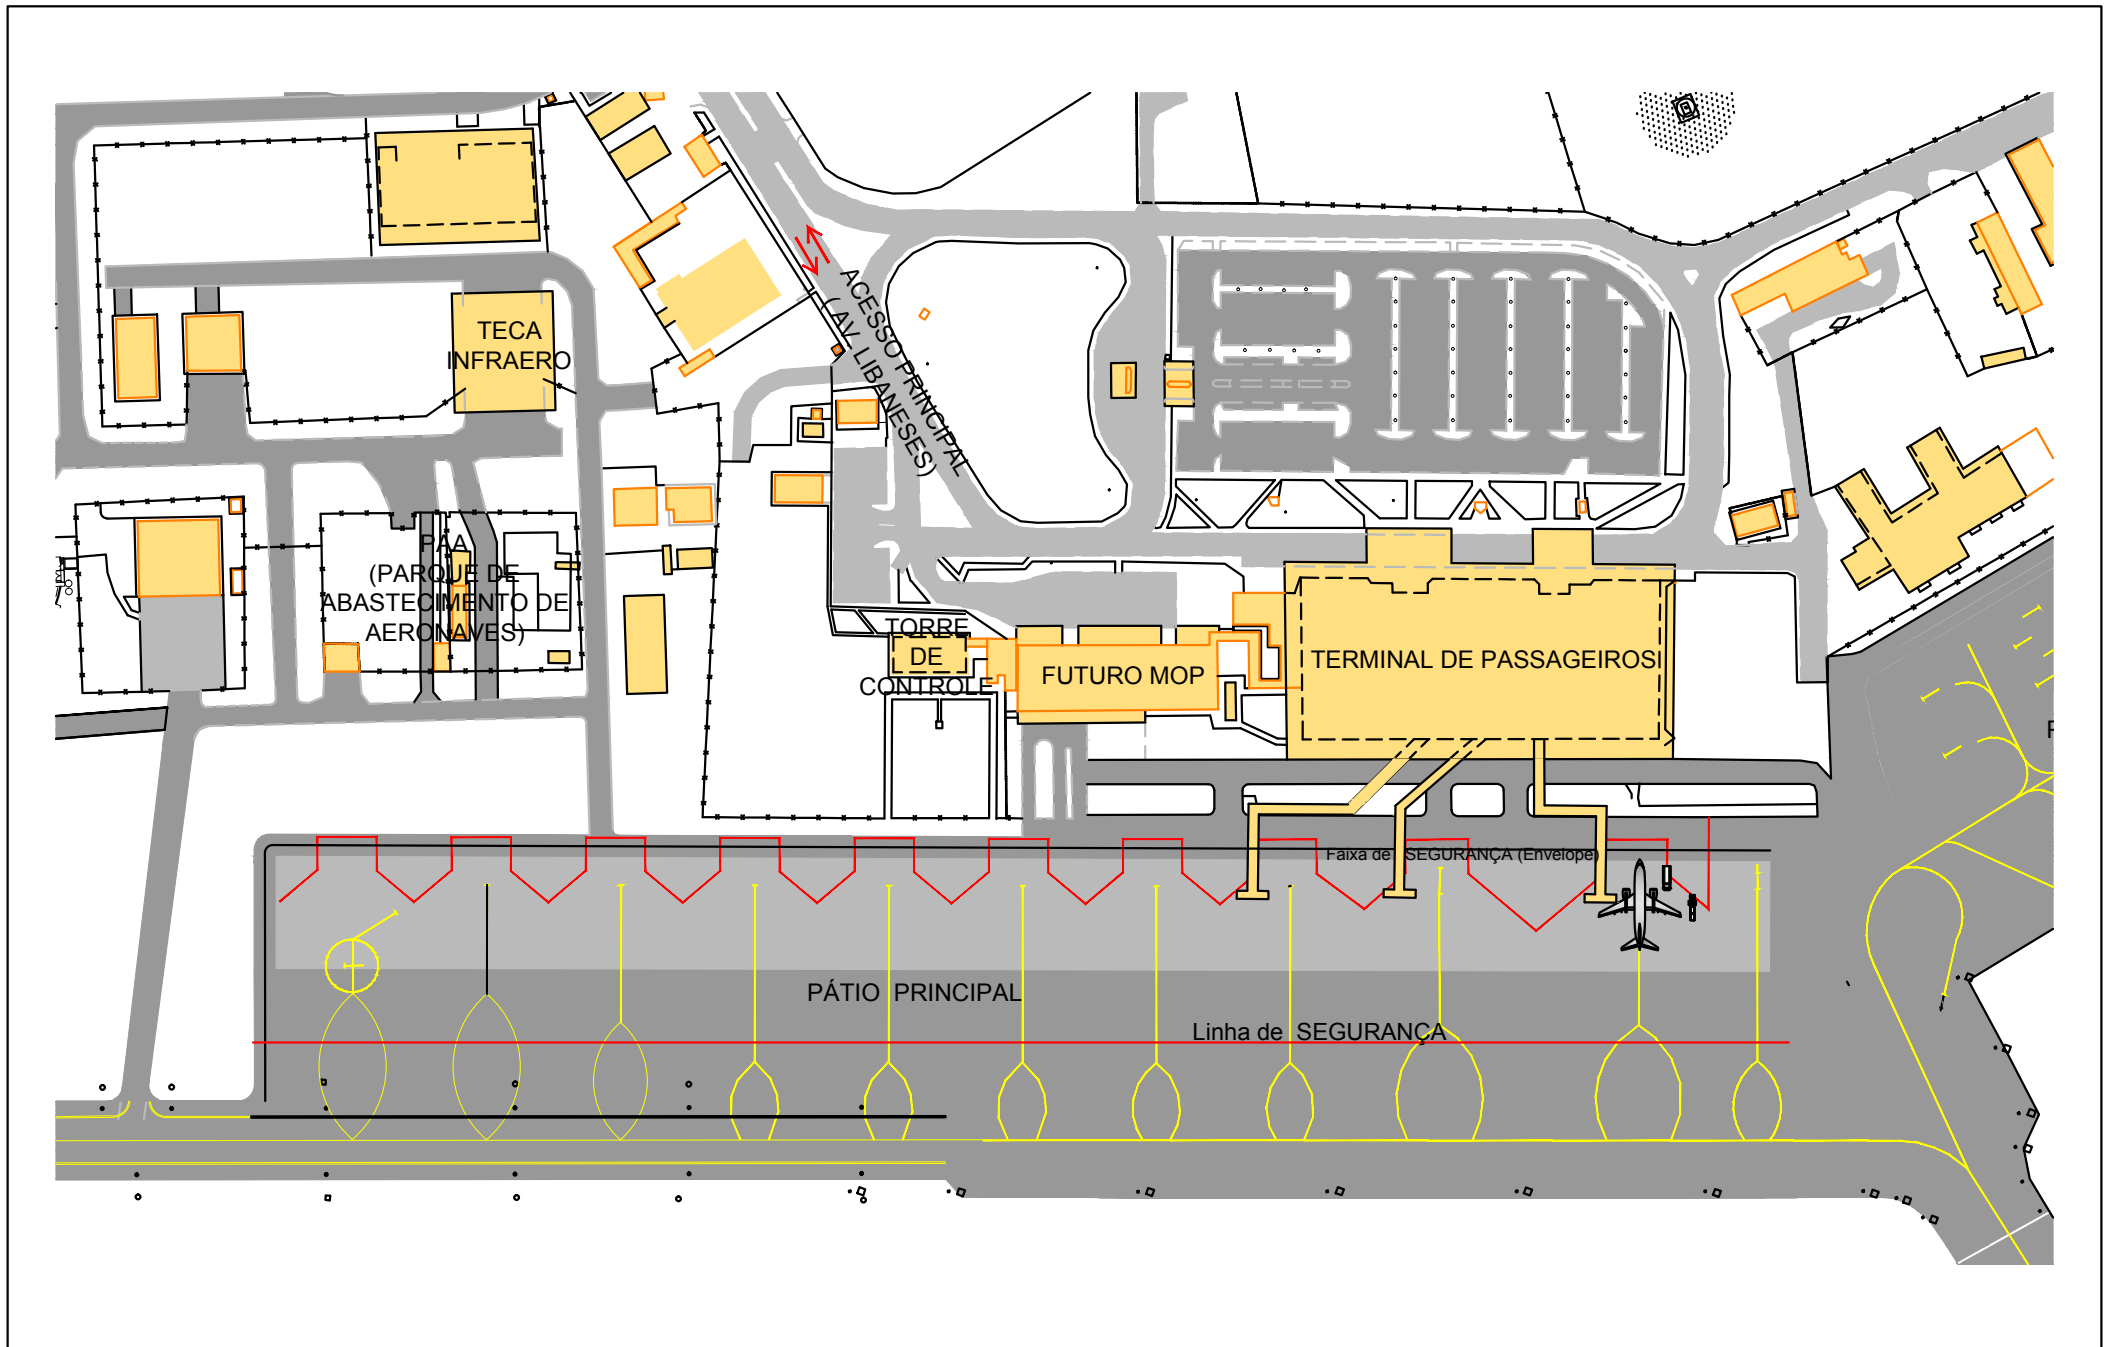 ACESSO PRINCIPAL
( AV. LIBANESES)
TECA
INFRAERO
PAA
(PARQUE DE
ABASTECIMENTO DE
AERONAVES)
TORRE
DE
CONTROLE
FUTURO MOP
TERMINAL DE PASSAGEIROS
Faixa de SEGURANÇA (Envelope)
PÁTIO PRINCIPAL
Linha de SEGURANÇA